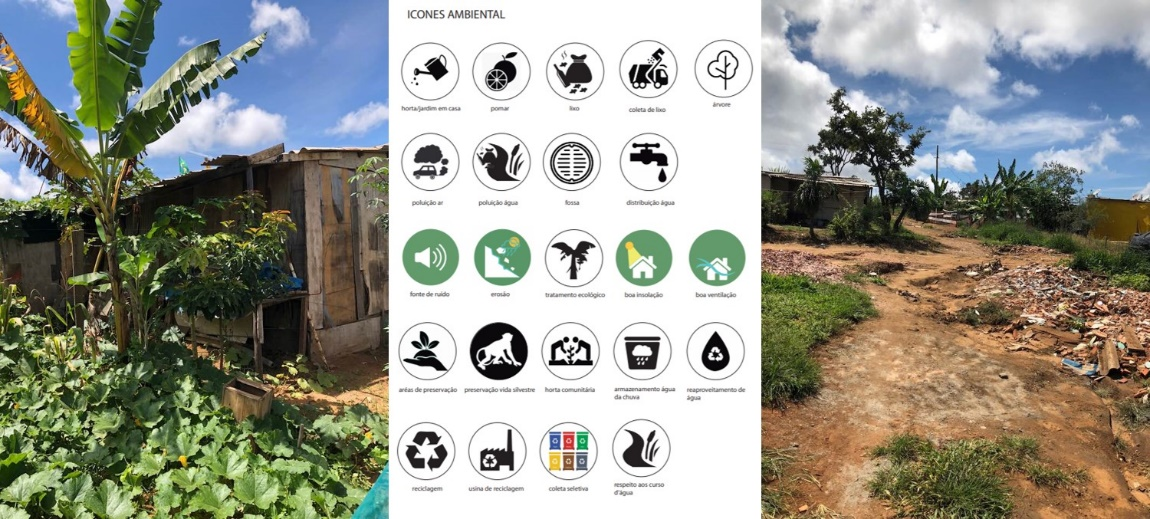 ICONES AMBIENTAL
horta/jardim em casa
pomar
lixo
coleta de lixo
árvore
poluição ar
poluição água
fossa
distribuição água
fonte de ruído
erosão
tratamento ecológico
boa insolação
boa ventilação
aréas de preservação
preservação vida silvestre
horta comunitária
armazenamento água
da chuva
reaproveitamento de
água
reciclagem
usina de reciclagem
coleta seletiva
respeito aos curso
d'água